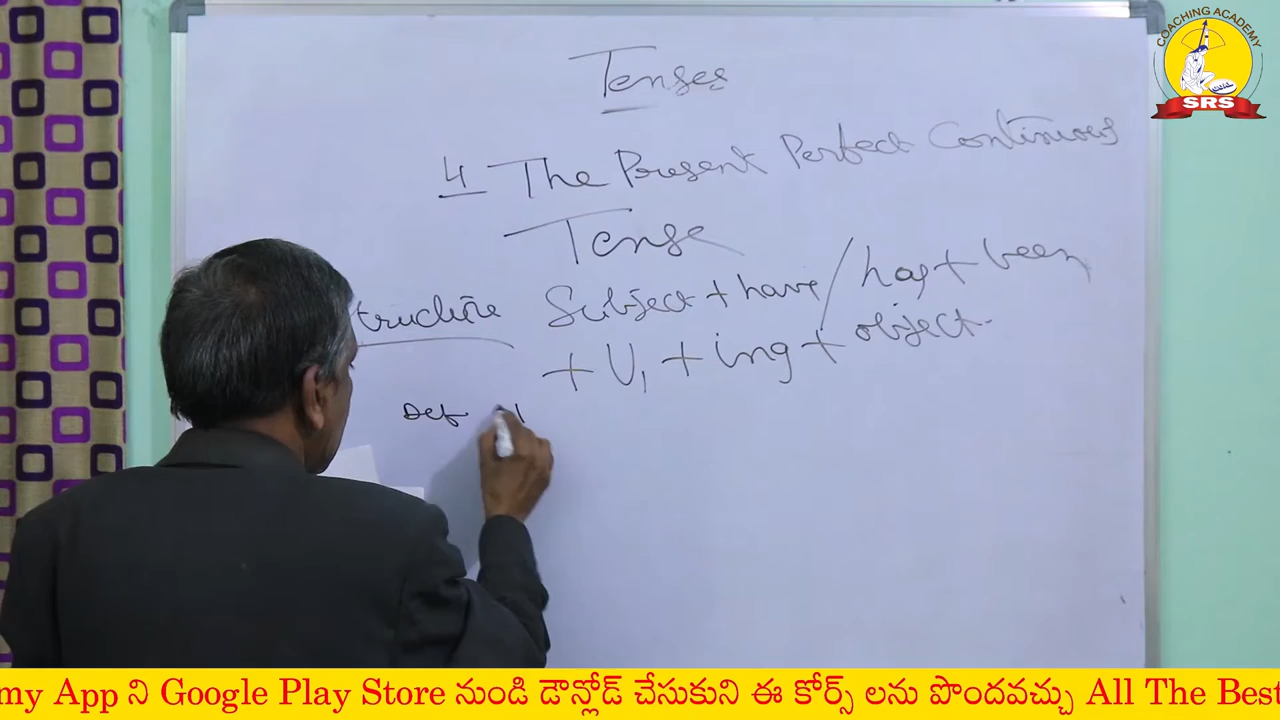 COACHING ACADEMY
SRS
Tenses
4 The Present Perfect Continuous
Tense
tructure Subject + have / has + been
+ V1 + ing + object.
Def
my App ని Google Play Store నుండి డౌన్లోడ్ చేసుకుని ఈ కోర్స్ లను పొందవచ్చు All The Best